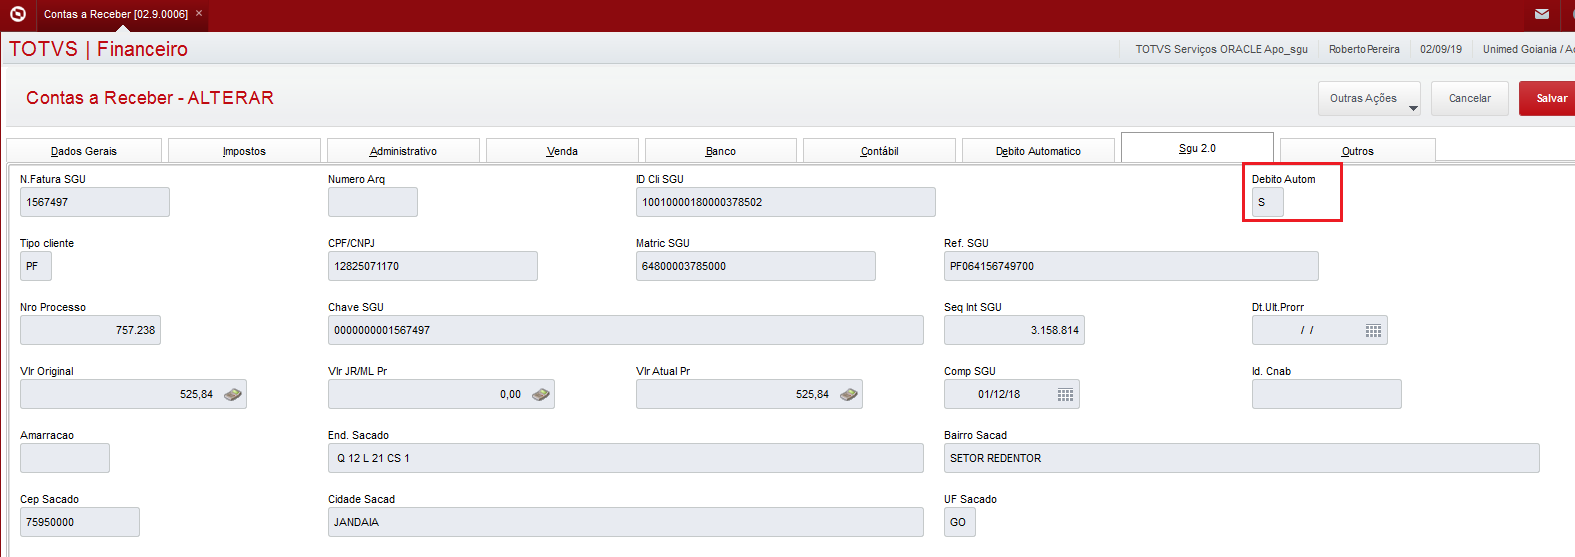 Contas a Receber [02.9.0006] ×
TOTVS | Financeiro
TOTVS Serviços ORACLE Apo_sgu RobertoPereira 02/09/19 Unimed Goiania /
Contas a Receber - ALTERAR
Outras Ações Cancelar Salvar
Dados Gerais Impostos Administrativo Venda Banco Contábil Debito Automatico Sgu 2.0 Outros
N.Fatura SGU Numero Arq ID Cli SGU Debito Autom
1567497 10010000180000378502 S
Tipo cliente CPF/CNPJ Matric SGU Ref. SGU
PF 12825071170 64800003785000 PF064156749700
Nro Processo Chave SGU Seq Int SGU Dt.Ult.Prorr
757.238 0000000001567497 3.158.814 / /
Vlr Original Vlr JR/ML Pr Vlr Atual Pr Comp SGU Id. Cnab
525,84 0,00 525,84 01/12/18
Amarracao End. Sacado Bairro Sacad
Q 12 L 21 CS 1 SETOR REDENTOR
Cep Sacado Cidade Sacad UF Sacado
75950000 JANDAIA GO